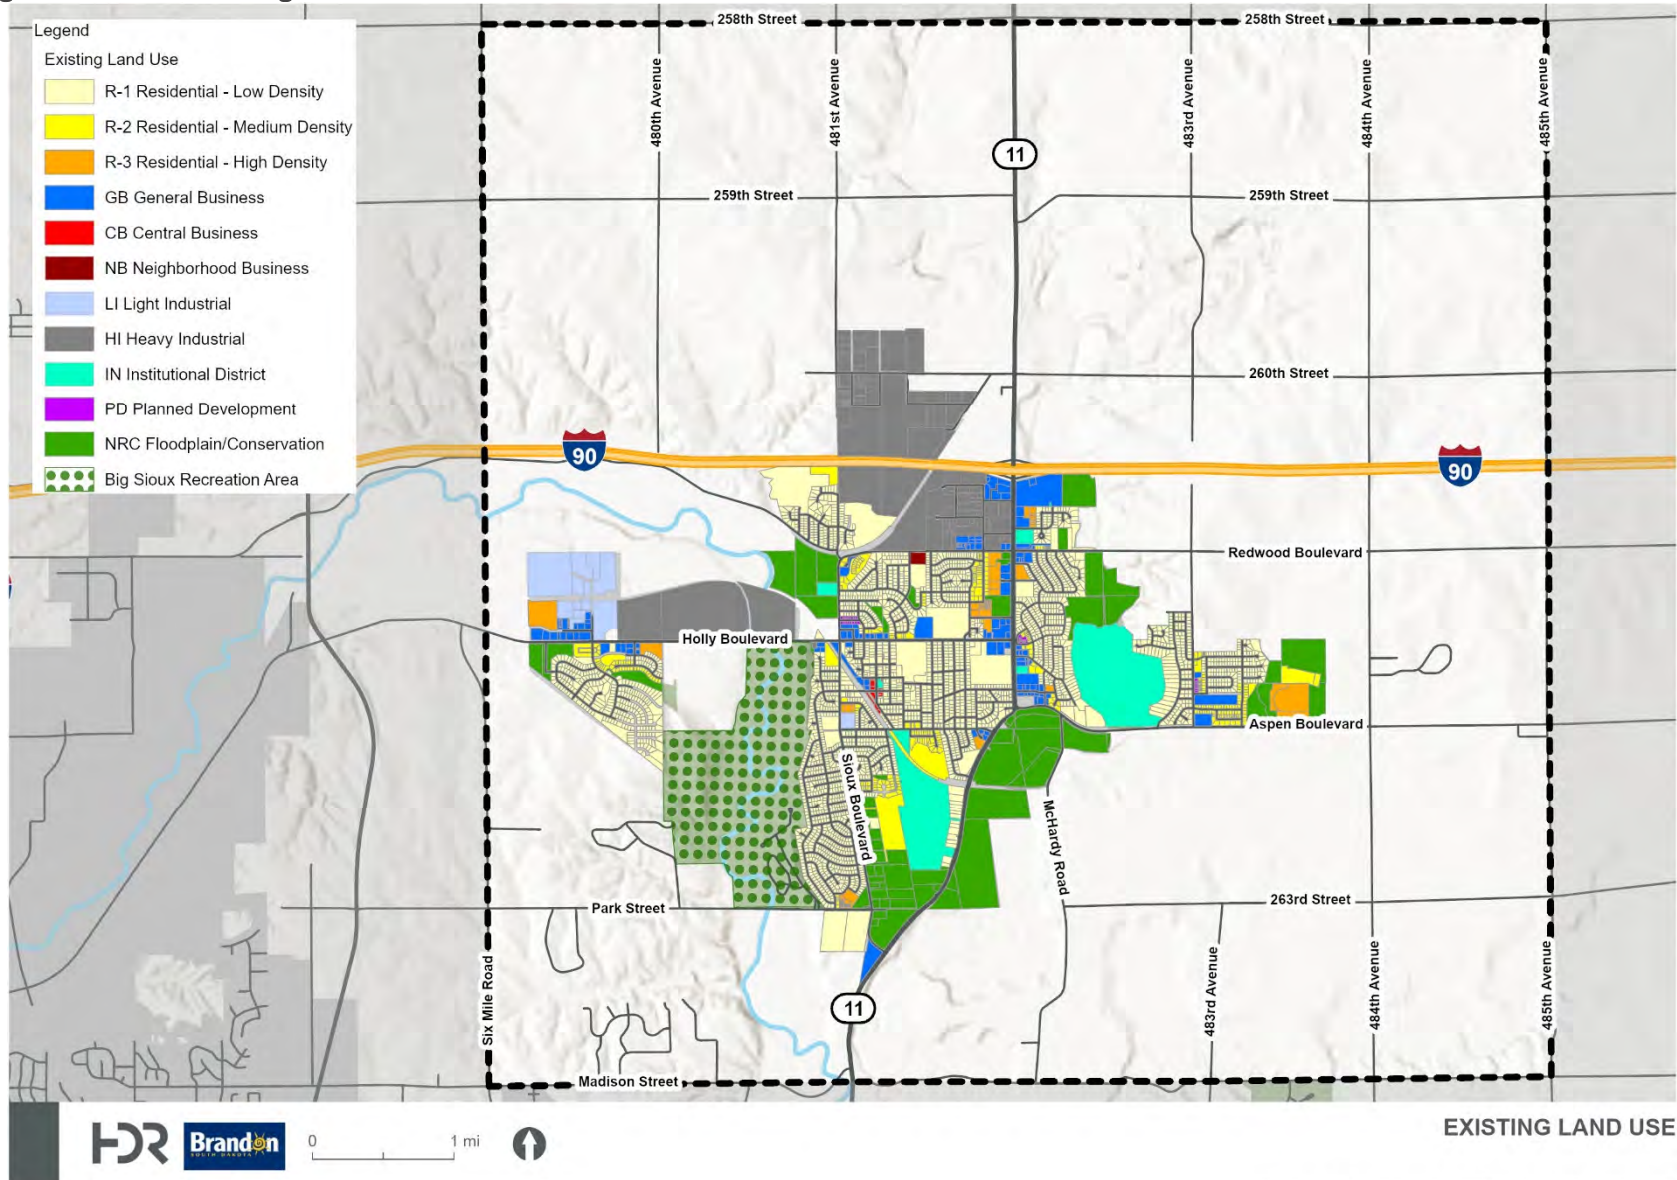 258th Street
258th Street
Legend
Existing Land Use
R-1 Residential - Low Density
R-2 Residential - Medium Density
R-3 Residential - High Density
GB General Business
CB Central Business
NB Neighborhood Business
LI Light Industrial
HI Heavy Industrial
IN Institutional District
PD Planned Development
NRC Floodplain/Conservation
Big Sioux Recreation Area
480th Avenue
481st Avenue
483rd Avenue
484th Avenue
485th Avenue
11
259th Street
259th Street
260th Street
90
90
Redwood Boulevard
Holly Boulevard
Aspen Boulevard
Sioux Boulevard
McHardy Road
Park Street
263rd Street
Six Mile Road
483rd Avenue
484th Avenue
485th Avenue
11
Madison Street
HDR
Brandon
SOUTH DAKOTA
0 1 mi
EXISTING LAND USE